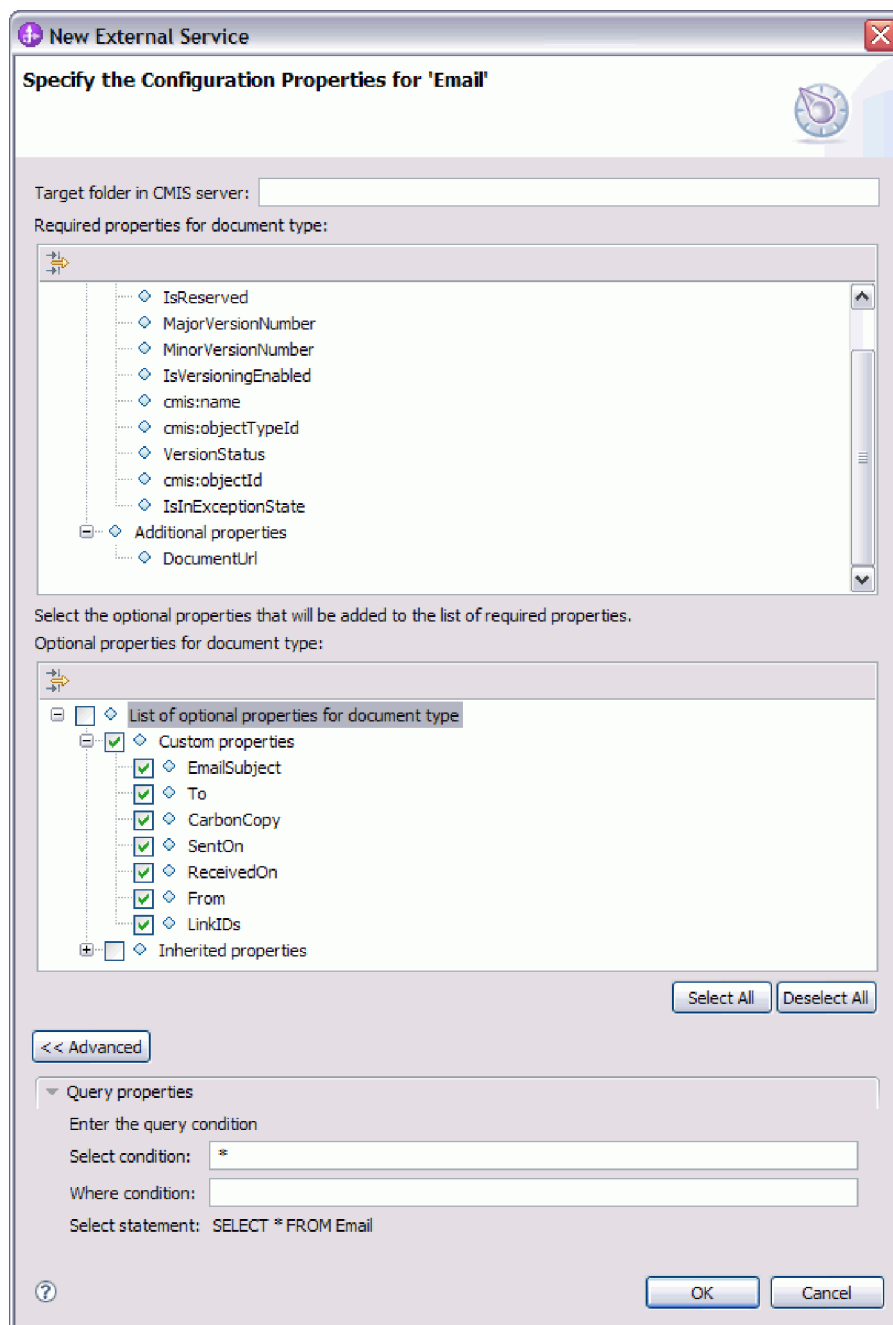 New External Service
Specify the Configuration Properties for 'Email'
Target folder in CMIS server:
Required properties for document type:
IsReserved
MajorVersionNumber
MinorVersionNumber
IsVersioningEnabled
cmis:name
cmis:objectTypeId
VersionStatus
cmis:objectId
IsInExceptionState
Additional properties
DocumentUrl
Select the optional properties that will be added to the list of required properties.
Optional properties for document type:
List of optional properties for document type
Custom properties
EmailSubject
To
CarbonCopy
SentOn
ReceivedOn
From
LinkIDs
Inherited properties
Select All Deselect All
<< Advanced
Query properties
Enter the query condition
Select condition: *
Where condition:
Select statement: SELECT * FROM Email
? OK Cancel